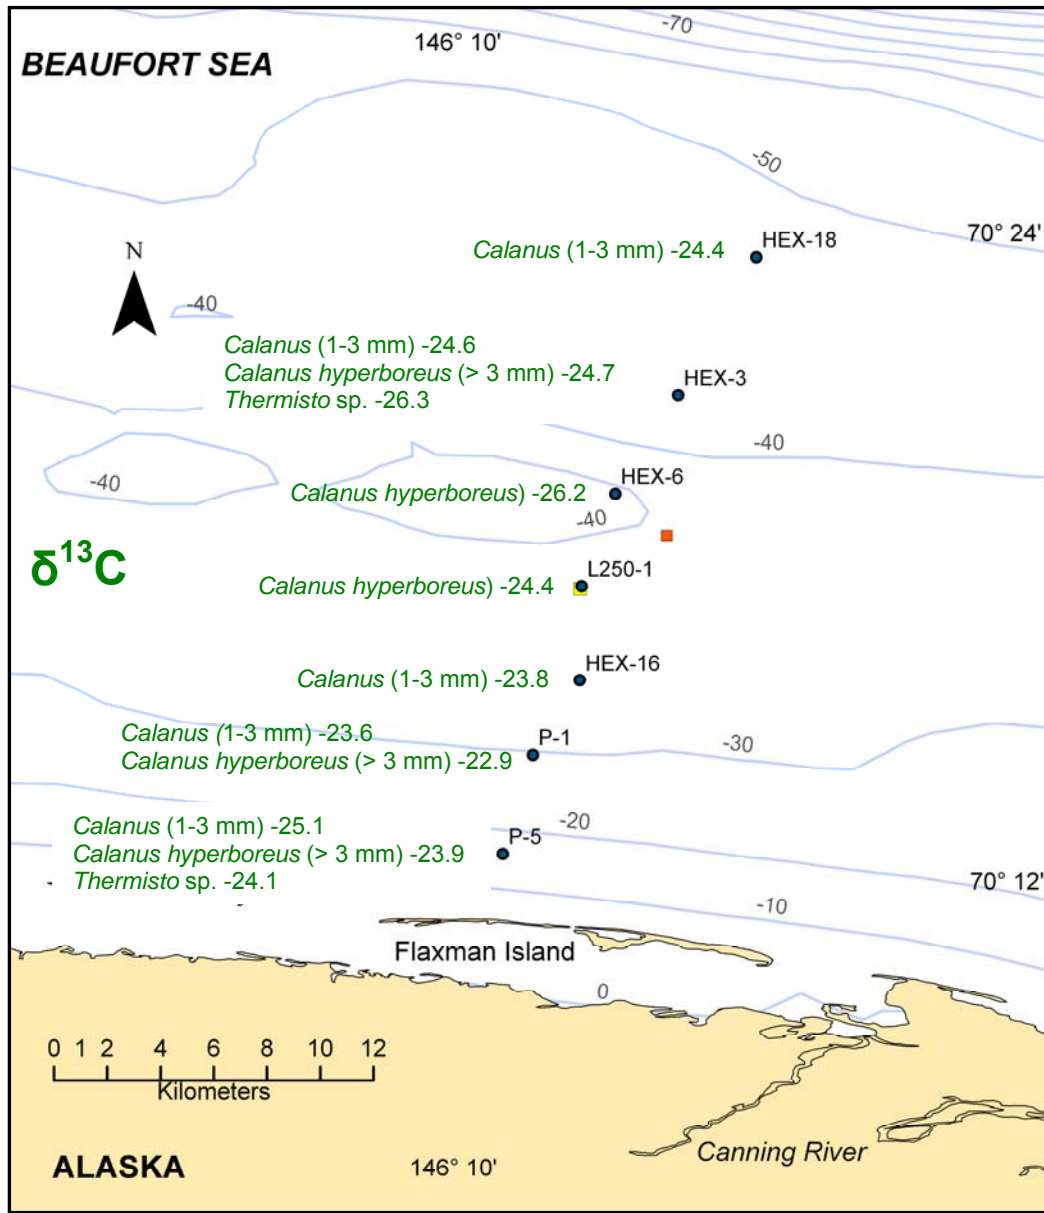 146° 10'
-70
BEAUFORT SEA
-50
70° 24'
HEX-18
Calanus (1-3 mm) -24.4
N
-40
Calanus (1-3 mm) -24.6
Calanus hyperboreus (> 3 mm) -24.7
Thermisto sp. -26.3
HEX-3
-40
-40
HEX-6
Calanus hyperboreus) -26.2
-40
δ13C
L250-1
Calanus hyperboreus) -24.4
HEX-16
Calanus (1-3 mm) -23.8
Calanus (1-3 mm) -23.6
Calanus hyperboreus (> 3 mm) -22.9
P-1
-30
Calanus (1-3 mm) -25.1
Calanus hyperboreus (> 3 mm) -23.9
Thermisto sp. -24.1
-20
P-5
70° 12'
-10
Flaxman Island
0
0 1 2 4 6 8 10 12
Kilometers
Canning River
ALASKA
146° 10'